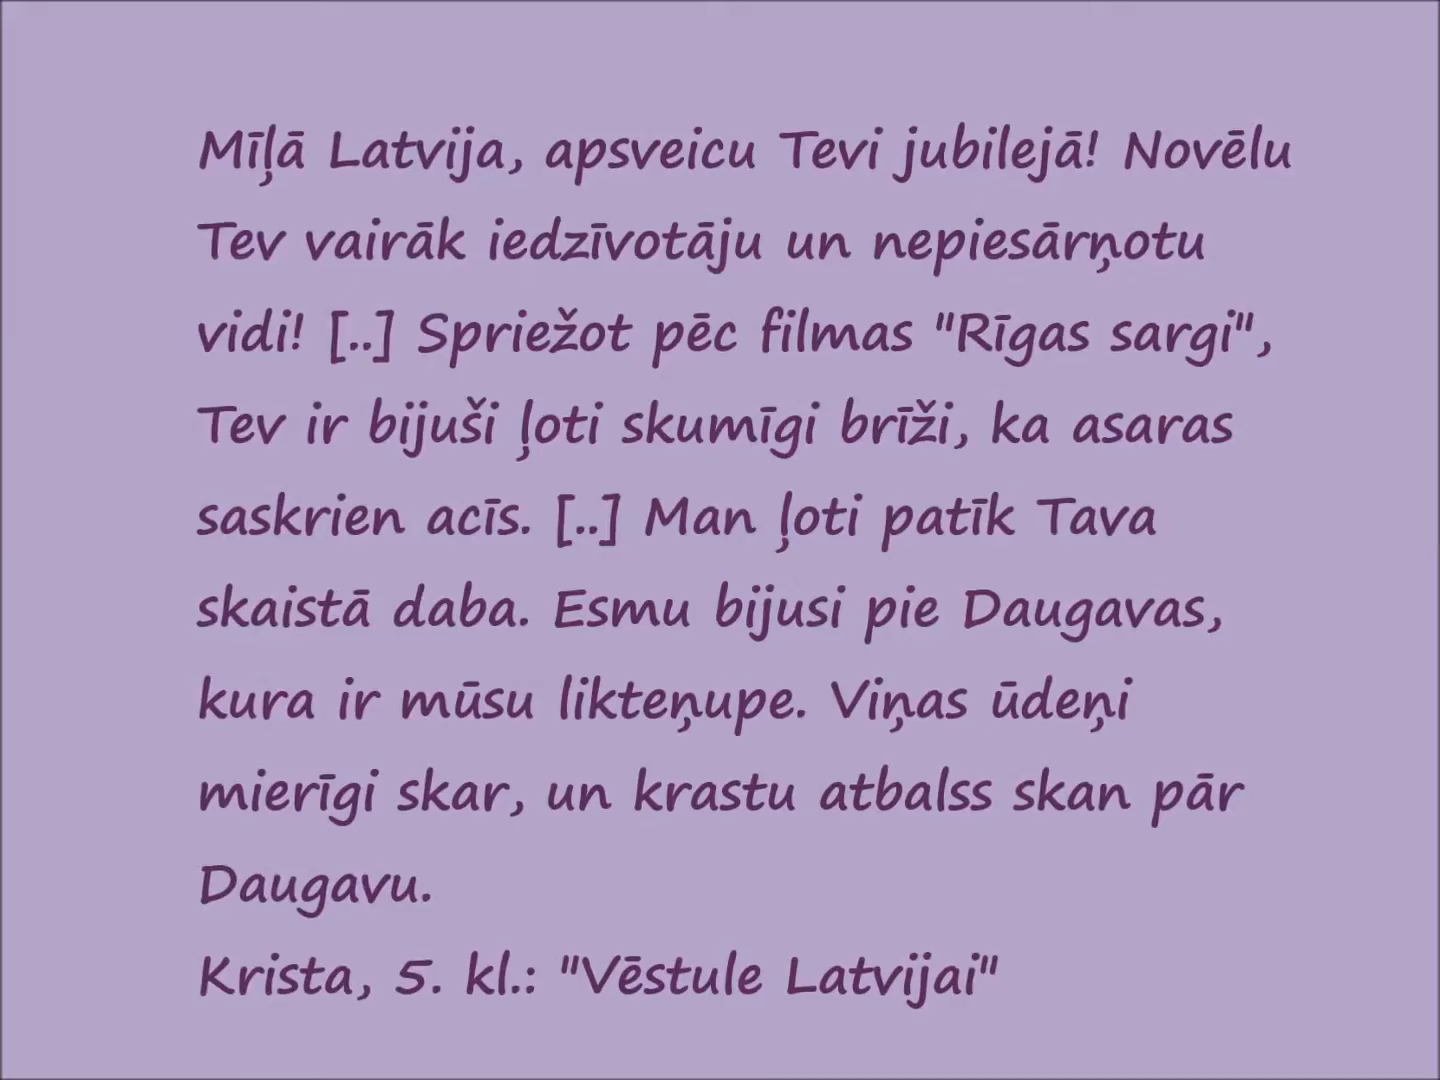 Mīļā Latvija, apsveicu Tevi jubilejā! Novēlu
Tev vairāk iedzīvotāju un nepiesārņotu
vidi! [..] Spriežot pēc filmas "Rīgas sargi",
Tev ir bijuši ļoti skumīgi brīži, ka asaras
saskrien acīs. [..] Man ļoti patīk Tava
skaistā daba. Esmu bijusi pie Daugavas,
kura ir mūsu likteņupe. Viņas ūdeņi
mierīgi skar, un krastu atbalss skan pār
Daugavu.
Krista, 5. kl.: "Vēstule Latvijai"